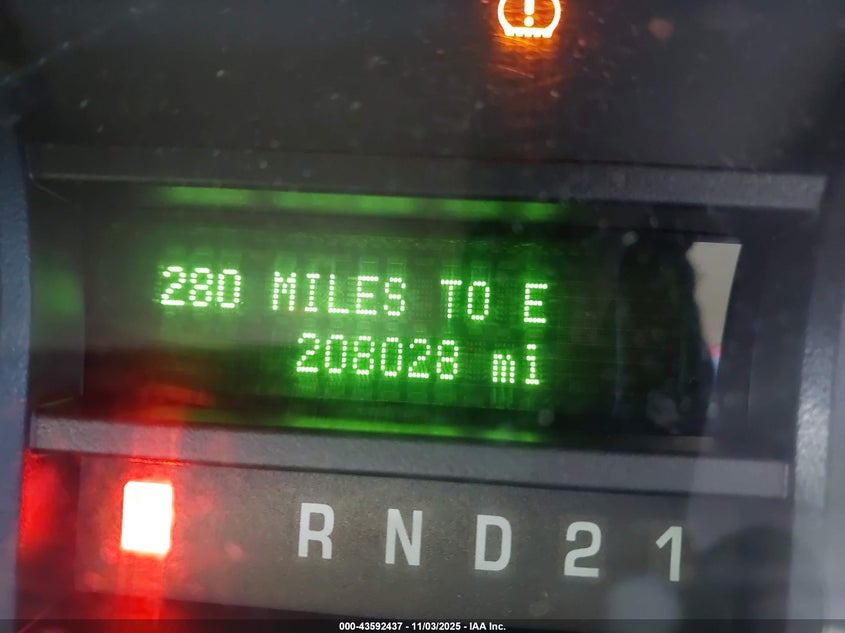 280 MILES TO E
208028 mi
R N D 2 1
000-43592437 - 11/03/2025 - IAA Inc.